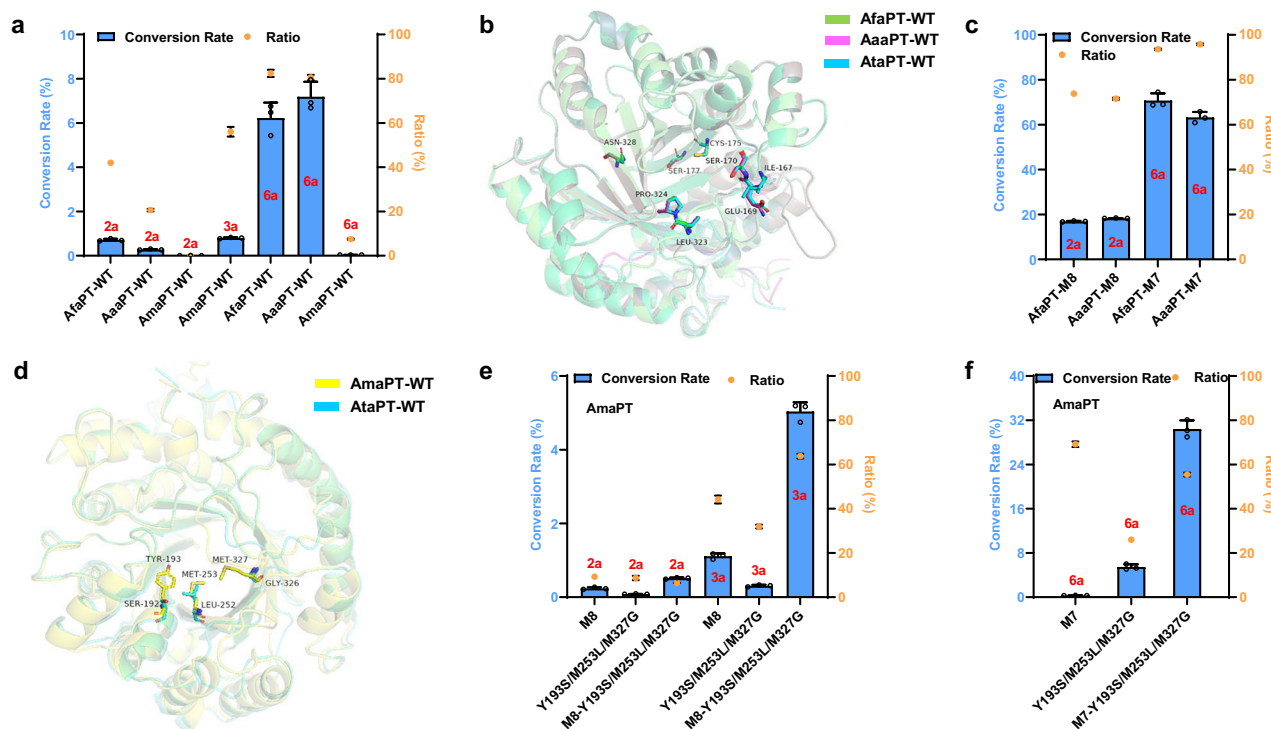 a
Conversion Rate
Ratio
Conversion Rate (%)
10
8
6
4
2
0
100
80
60
40
20
0
Ratio (%)
2a
2a
2a
3a
6a
6a
6a
AfaPT-WT
AaaPT-WT
AmaPT-WT
AmaPT-WT
AfaPT-WT
AaaPT-WT
AmaPT-WT
b
AfaPT-WT
AaaPT-WT
AtaPT-WT
ASN-328
CYS-175
SER-170
SER-177
ILE-167
PRO-324
GLU-169
LEU-323
c
Conversion Rate
Ratio
Conversion Rate (%)
100
80
60
40
20
0
100
80
60
40
20
0
Ratio (%)
2a
2a
6a
6a
AfaPT-M8
AaaPT-M8
AfaPT-M7
AaaPT-M7
d
AmaPT-WT
AtaPT-WT
TYR-193
MET-327
MET-253
GLY-326
SER-192
LEU-252
e
Conversion Rate
Ratio
AmaPT
Conversion Rate (%)
6
4
2
0
100
80
60
40
20
0
Ratio (%)
2a
2a
2a
3a
3a
3a
M8
Y193S/M253L/M327G
M8-Y193S/M253L/M327G
M8
Y193S/M253L/M327G
M8-Y193S/M253L/M327G
f
Conversion Rate
Ratio
AmaPT
Conversion Rate (%)
40
32
24
16
8
0
100
80
60
40
20
0
Ratio (%)
6a
6a
6a
M7
Y193S/M253L/M327G
M7-Y193S/M253L/M327G